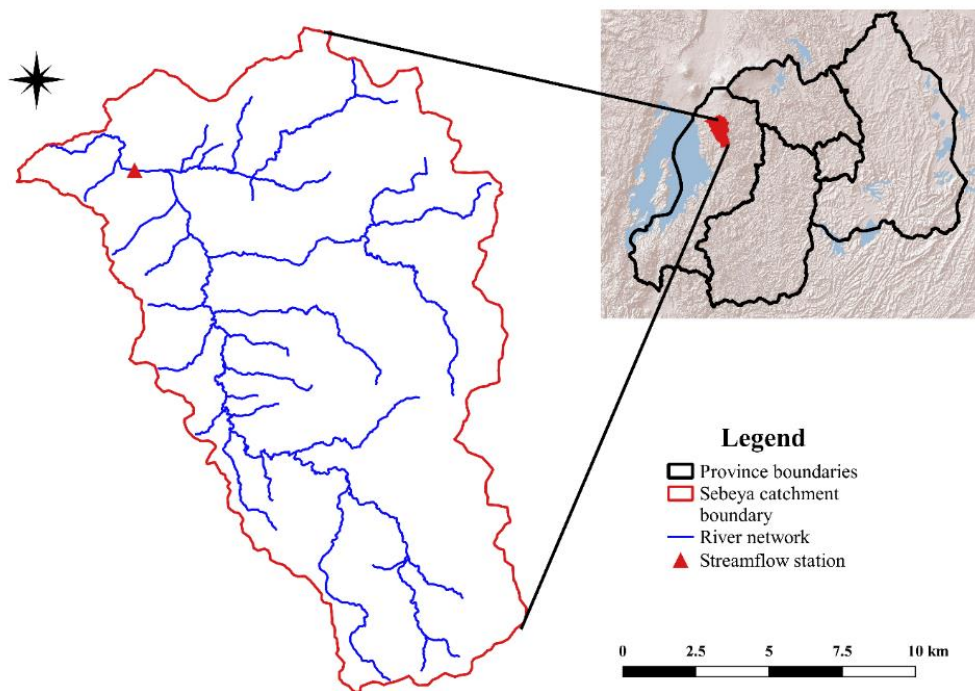 Legend
Province boundaries
Sebeya catchment
boundary
River network
Streamflow station
0 2.5 5 7.5 10 km